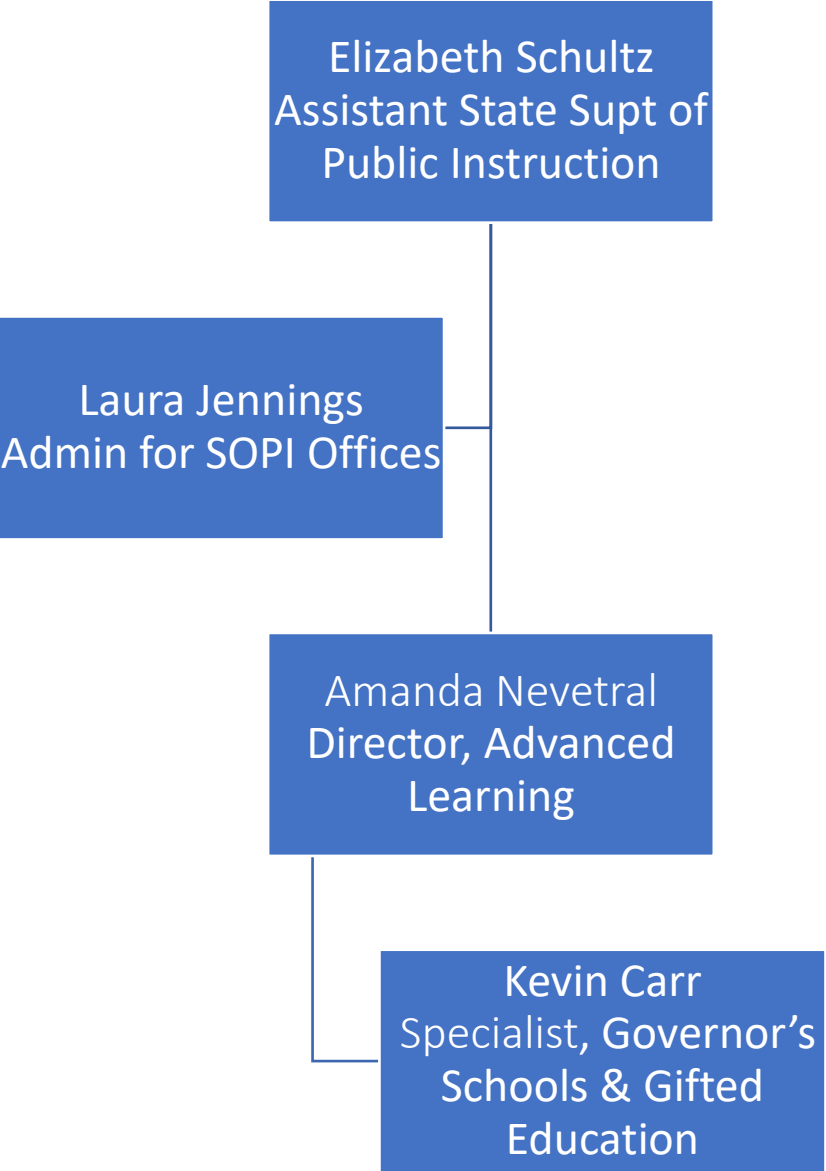 Elizabeth Schultz
Assistant State Supt of
Public Instruction
Laura Jennings
Admin for SOPI Offices
Amanda Nevetral
Director, Advanced
Learning
Kevin Carr
Specialist, Governor’s
Schools & Gifted
Education